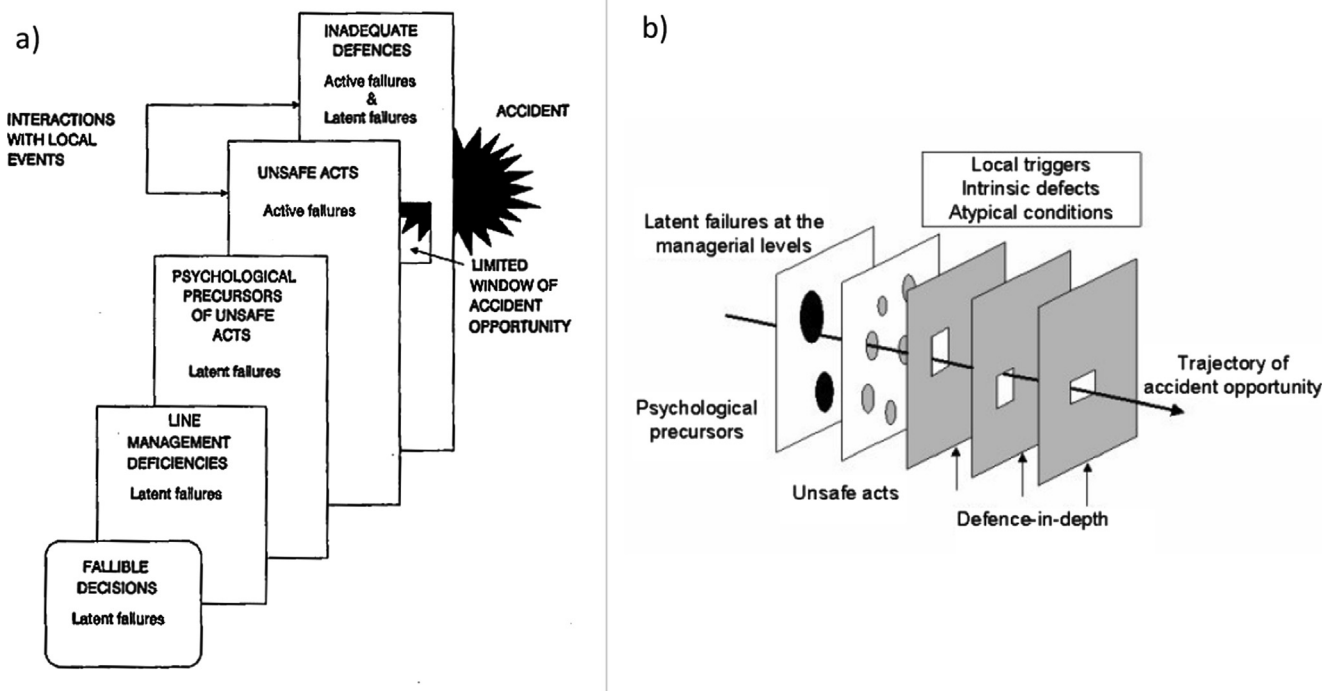 a)
INADEQUATE
DEFENCES
Active failures
&
Latent failures
ACCIDENT
INTERACTIONS
WITH LOCAL
EVENTS
UNSAFE ACTS
Active failures
LIMITED
WINDOW OF
ACCIDENT
OPPORTUNITY
PSYCHOLOGICAL
PRECURSORS
OF UNSAFE
ACTS
Latent failures
LINE
MANAGEMENT
DEFICIENCIES
Latent failures
FALLIBLE
DECISIONS
Latent failures
b)
Local triggers
Intrinsic defects
Atypical conditions
Latent failures at the
managerial levels
Trajectory of
accident opportunity
Psychological
precursors
Unsafe acts
Defence-in-depth